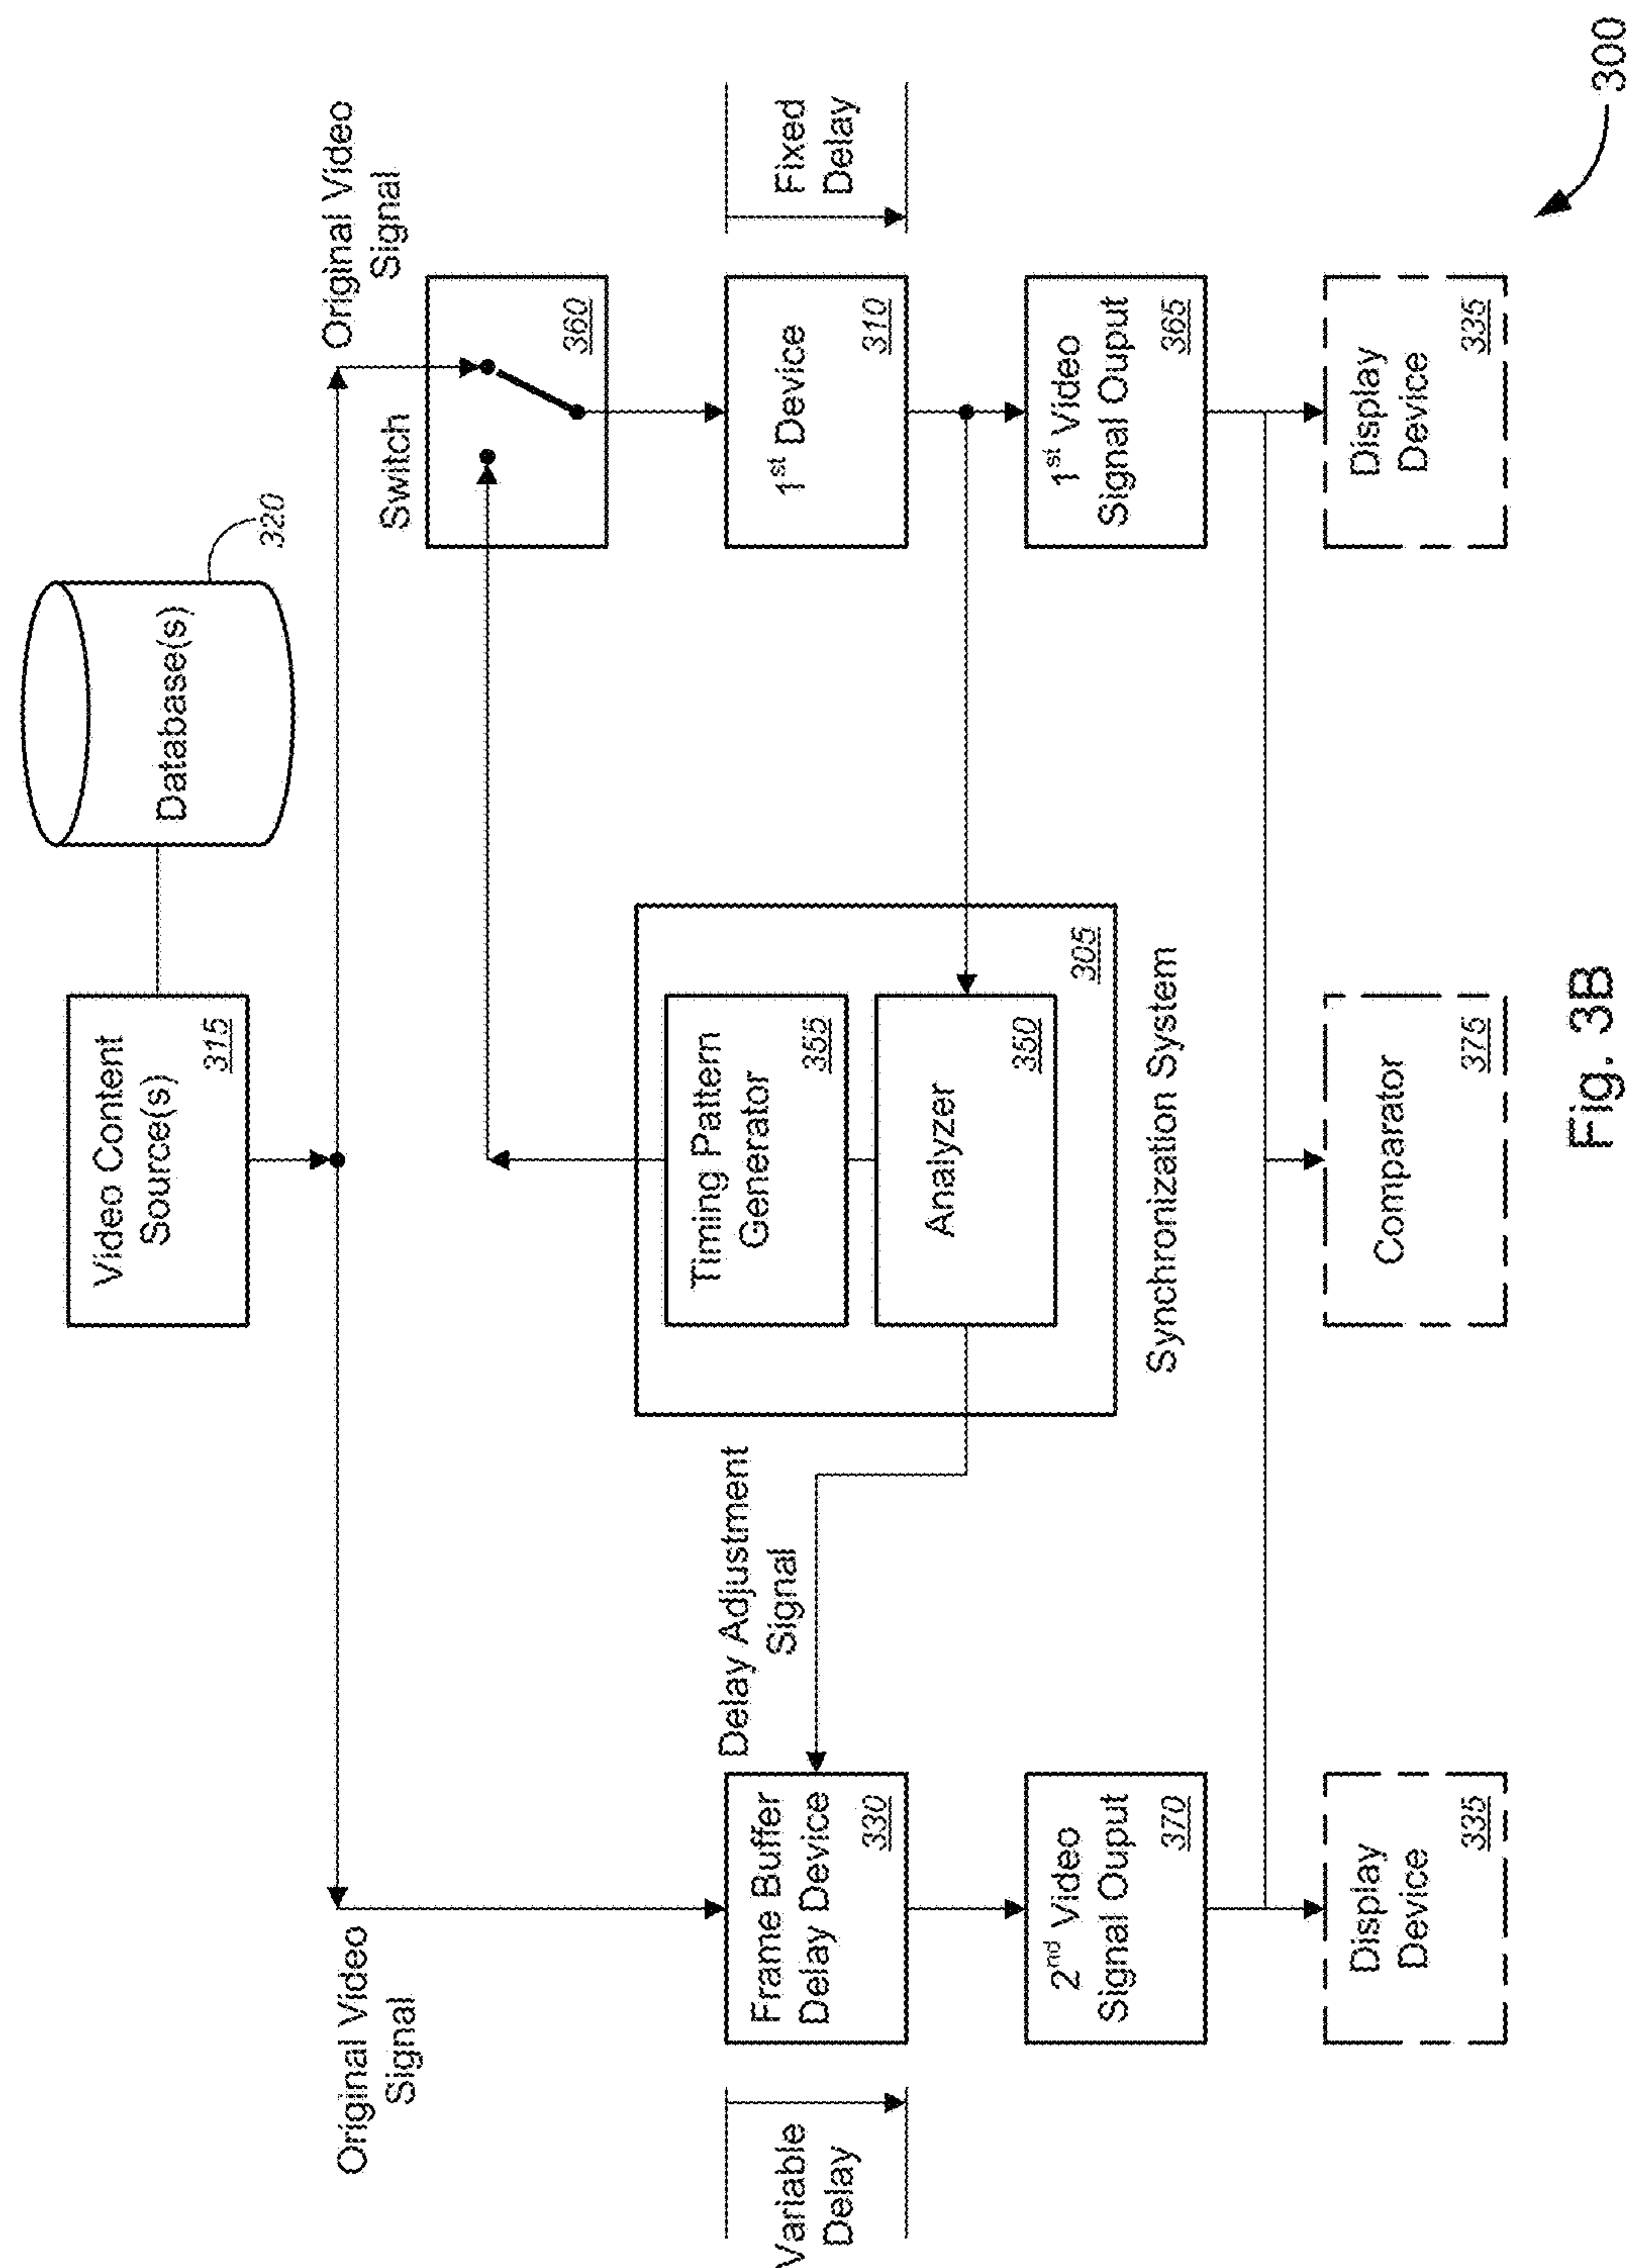 Video Content
Source(s)
315
Database(s)
320
Original Video
Signal
Original Video
Signal
Switch
360
Timing Pattern
Generator
355
Analyzer
350
305
Synchronization System
Delay Adjustment
Signal
Variable
Delay
Frame Buffer
Delay Device
330
1st Device
310
Fixed
Delay
2nd Video
Signal Ouput
370
1st Video
Signal Ouput
365
Display
Device
335
Comparator
375
Display
Device
335
300
Fig. 3B